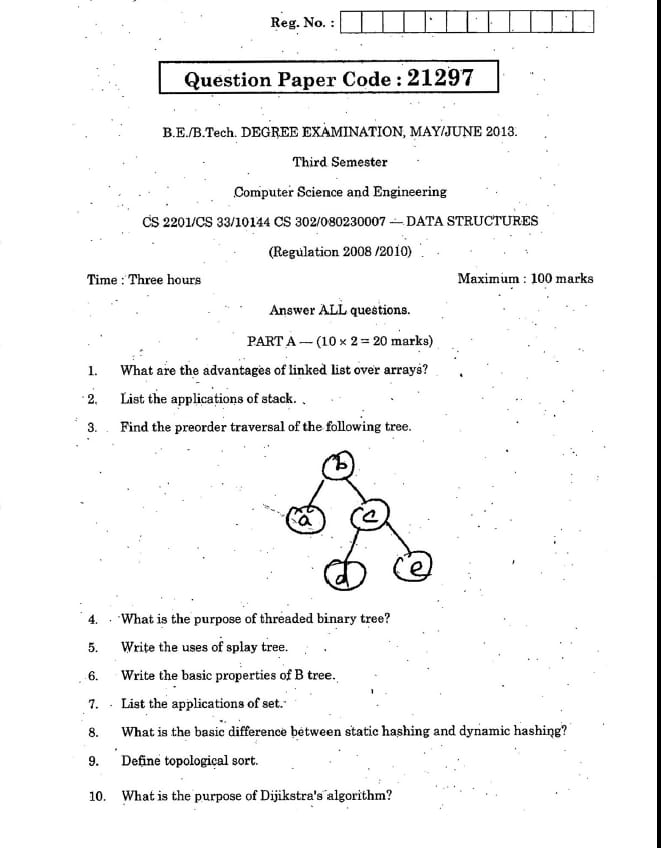 Reg. No. :
Question Paper Code : 21297
B.E./B.Tech. DEGREE EXAMINATION, MAY/JUNE 2013.
Third Semester
Computer Science and Engineering
CS 2201/CS 33/10144 CS 302/080230007 — DATA STRUCTURES
(Regulation 2008 /2010)
Time : Three hours Maximum : 100 marks
Answer ALL questions.
PART A — (10 × 2 = 20 marks)
1. What are the advantages of linked list over arrays?
2. List the applications of stack.
3. Find the preorder traversal of the following tree.
b
a c
d e
4. What is the purpose of threaded binary tree?
5. Write the uses of splay tree.
6. Write the basic properties of B tree.
7. List the applications of set.
8. What is the basic difference between static hashing and dynamic hashing?
9. Define topological sort.
10. What is the purpose of Dijikstra's algorithm?